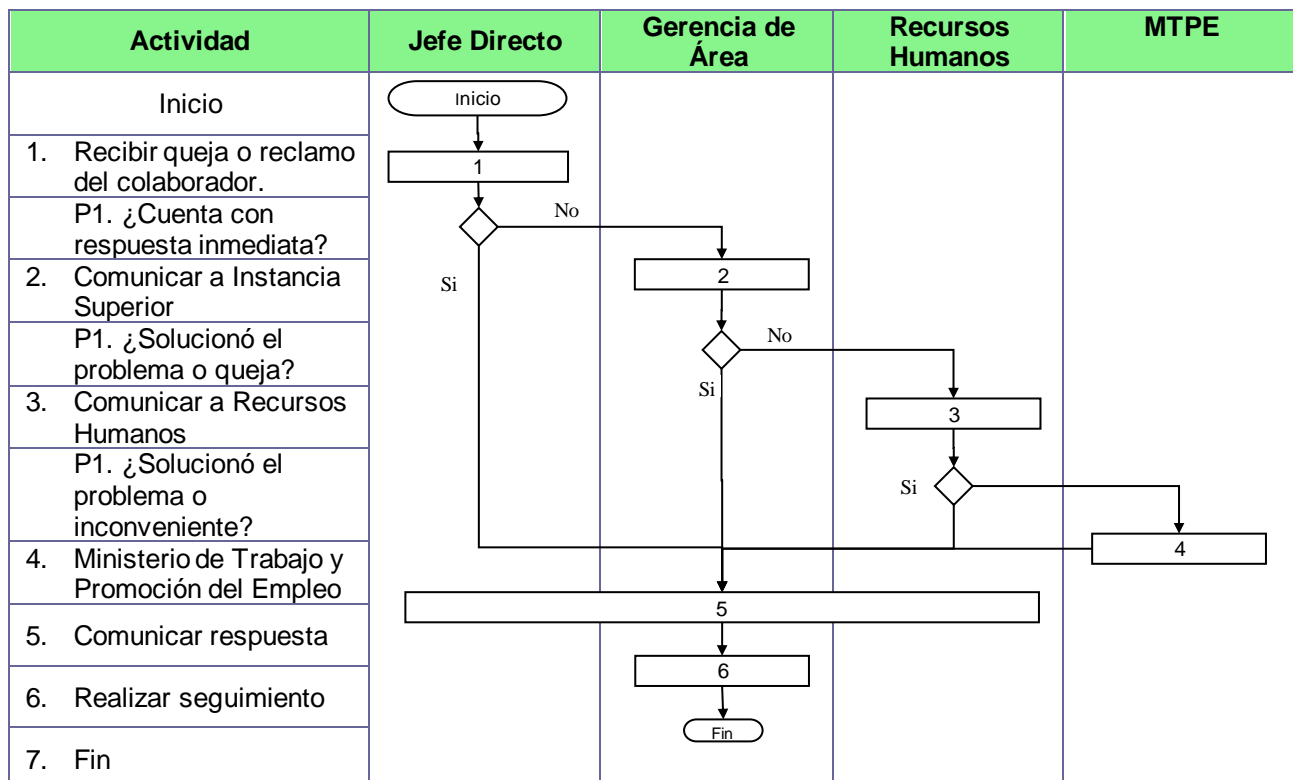 Actividad
Jefe Directo
Gerencia de
Área
Recursos
Humanos
MTPE
Inicio
1. Recibir queja o reclamo
del colaborador.
P1. ¿Cuenta con
respuesta inmediata?
2. Comunicar a Instancia
Superior
P1. ¿Solucionó el
problema o queja?
3. Comunicar a Recursos
Humanos
P1. ¿Solucionó el
problema o
inconveniente?
4. Ministerio de Trabajo y
Promoción del Empleo
5. Comunicar respuesta
6. Realizar seguimiento
7. Fin
Inicio
1
No
Si
2
No
Si
3
Si
4
5
6
Fin